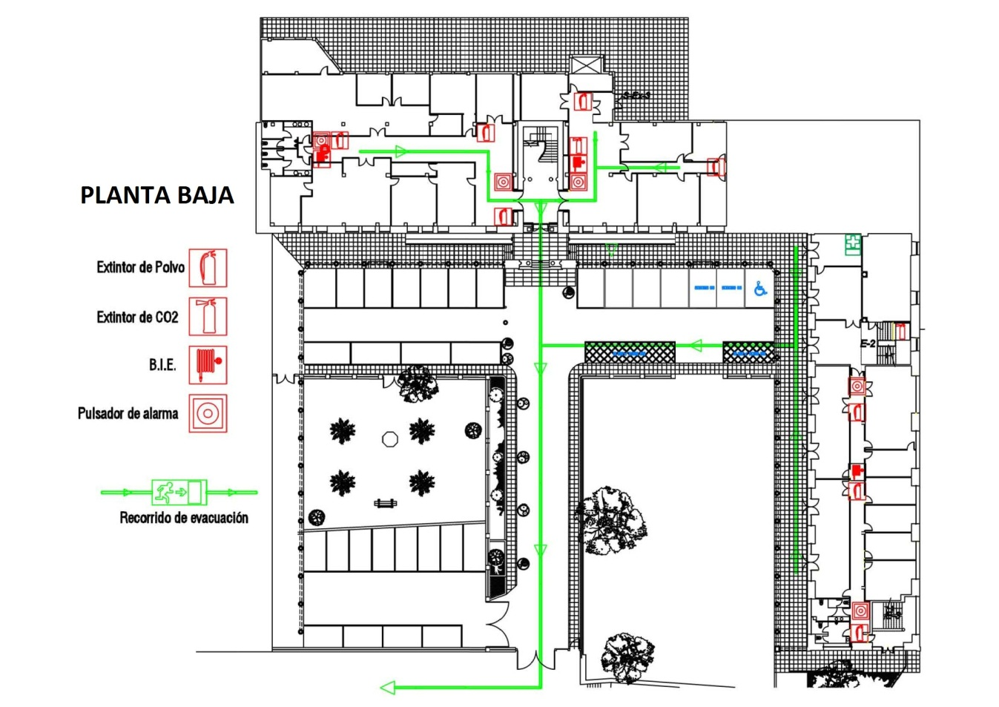 PLANTA BAJA
Extintor de Polvo
Extintor de CO2
B.I.E.
Pulsador de alarma
Recorrido de evacuación
E-2